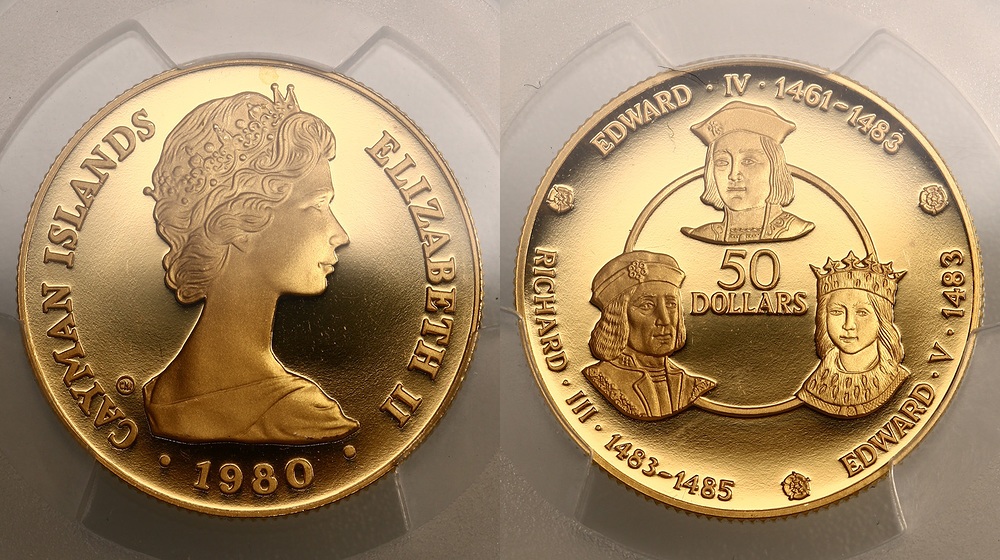 CAYMAN ISLANDS
ELIZABETH II
· 1980 ·
EDWARD · IV · 1461-1483
50
DOLLARS
RICHARD · III · 1483-1485
EDWARD · V · 1483